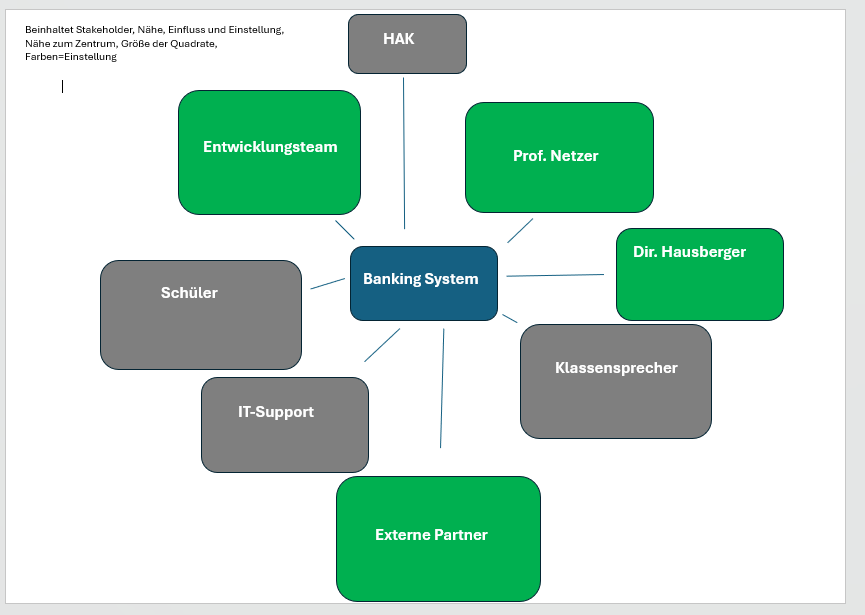 Beinhaltet Stakeholder, Nähe, Einfluss und Einstellung,
Nähe zum Zentrum, Größe der Quadrate,
Farben=Einstellung
HAK
Entwicklungsteam
Prof. Netzer
Dir. Hausberger
Banking System
Schüler
Klassensprecher
IT-Support
Externe Partner